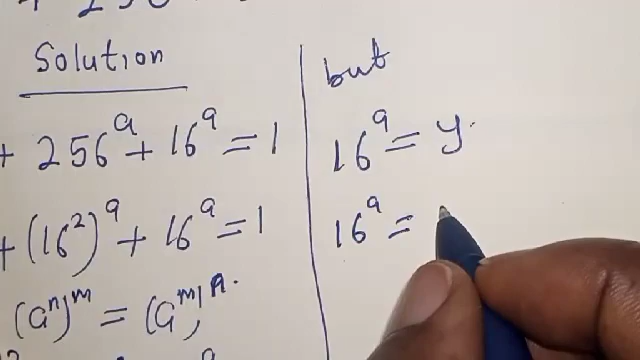 Solution
+ 256^a + 16^a = 1
+ (16^2)^a + 16^a = 1
(a^n)^m = (a^m)^n.
but
16^a = y.
16^a =